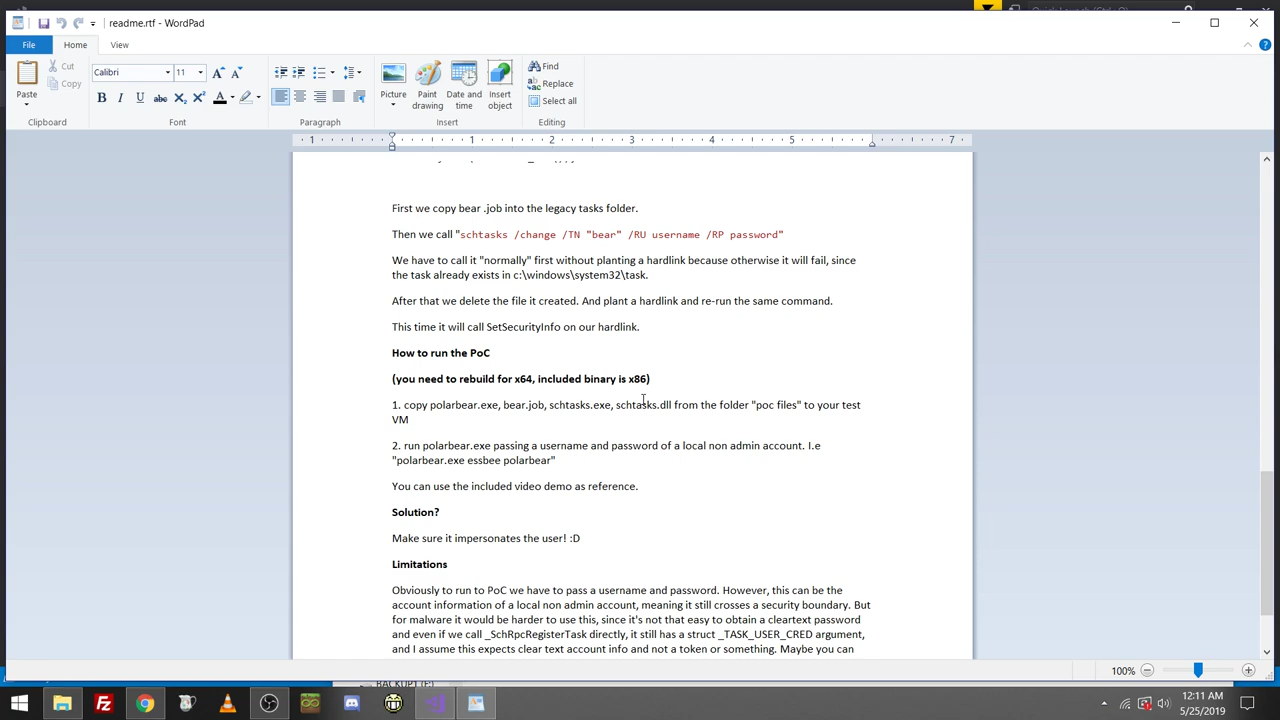 readme.rtf - WordPad
File
Home
View
Paste
Cut
Copy
Clipboard
Calibri
11
Font
Paragraph
Picture
Paint drawing
Date and time
Insert object
Insert
Find
Replace
Select all
Editing
1 1 2 3 4 5 7
First we copy bear .job into the legacy tasks folder.
Then we call "schtasks /change /TN "bear" /RU username /RP password"
We have to call it "normally" first without planting a hardlink because otherwise it will fail, since
the task already exists in c:\windows\system32\task.
After that we delete the file it created. And plant a hardlink and re-run the same command.
This time it will call SetSecurityInfo on our hardlink.
How to run the PoC
(you need to rebuild for x64, included binary is x86)
1. copy polarbear.exe, bear.job, schtasks.exe, schtasks.dll from the folder "poc files" to your test
VM
2. run polarbear.exe passing a username and password of a local non admin account. I.e
"polarbear.exe essbee polarbear"
You can use the included video demo as reference.
Solution?
Make sure it impersonates the user! :D
Limitations
Obviously to run to PoC we have to pass a username and password. However, this can be the
account information of a local non admin account, meaning it still crosses a security boundary. But
for malware it would be harder to use this, since it's not that easy to obtain a cleartext password
and even if we call _SchRpcRegisterTask directly, it still has a struct _TASK_USER_CRED argument,
and I assume this expects clear text account info and not a token or something. Maybe you can
100%
BACKUP1 (F:)
12:11 AM
5/25/2019